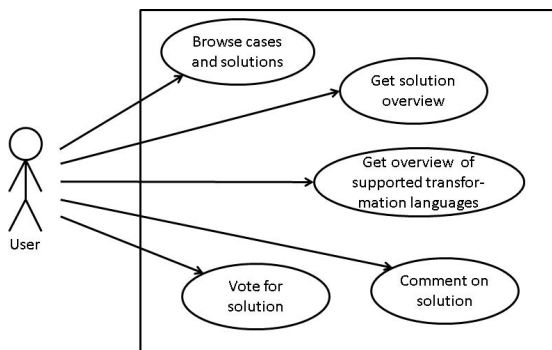 Browse cases
and solutions
Get solution
overview
Get overview of
supported transfor-
mation languages
User
Vote for
solution
Comment on
solution